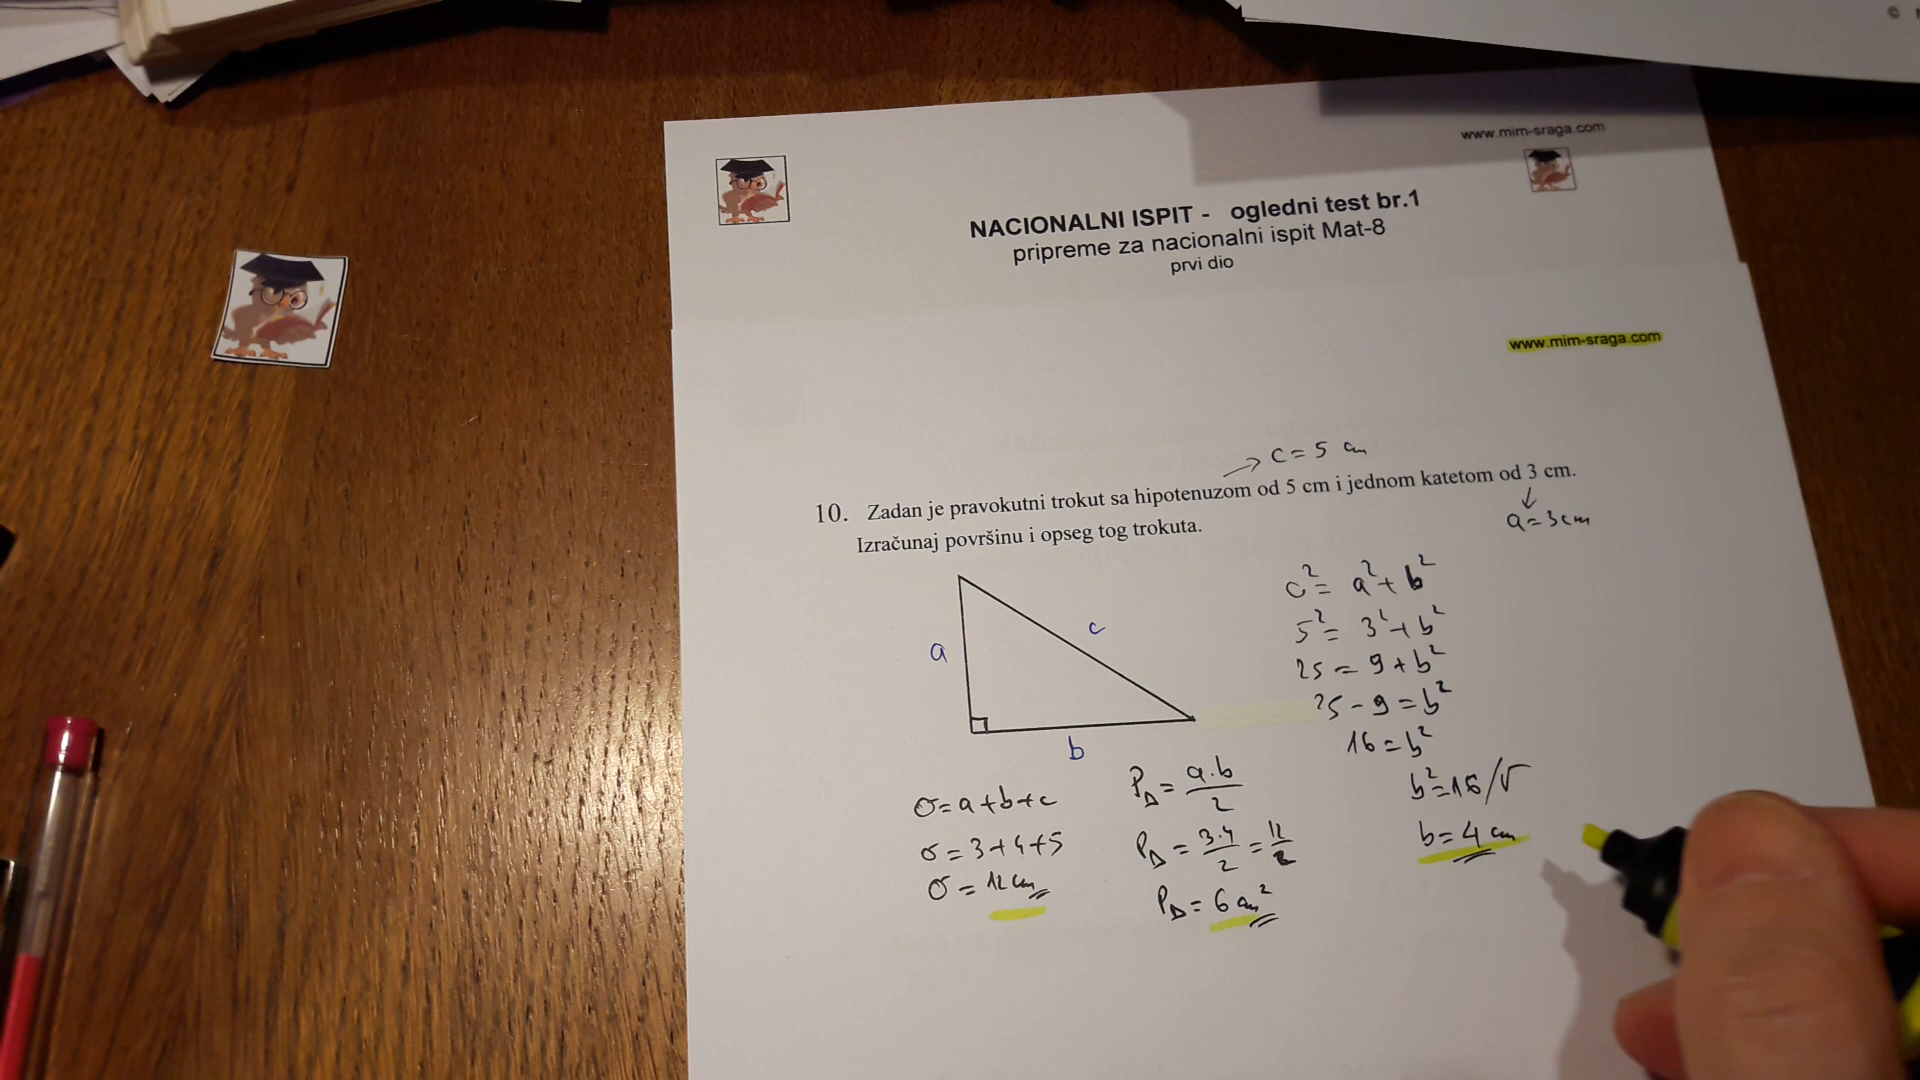 ©
www.mim-sraga.com
NACIONALNI ISPIT - ogledni test br.1
pripreme za nacionalni ispit Mat-8
prvi dio
www.mim-sraga.com
c = 5 cm
10. Zadan je pravokutni trokut sa hipotenuzom od 5 cm i jednom katetom od 3 cm.
a = 3cm
Izračunaj površinu i opseg tog trokuta.
a
c
b
c² = a² + b²
5² = 3² + b²
25 = 9 + b²
25 - 9 = b²
16 = b²
b² = 16 /√
b = 4 cm
o = a + b + c
o = 3 + 4 + 5
o = 12 cm
P△ = a·b / 2
P△ = 3·4 / 2 = 12 / 2
P△ = 6 cm²